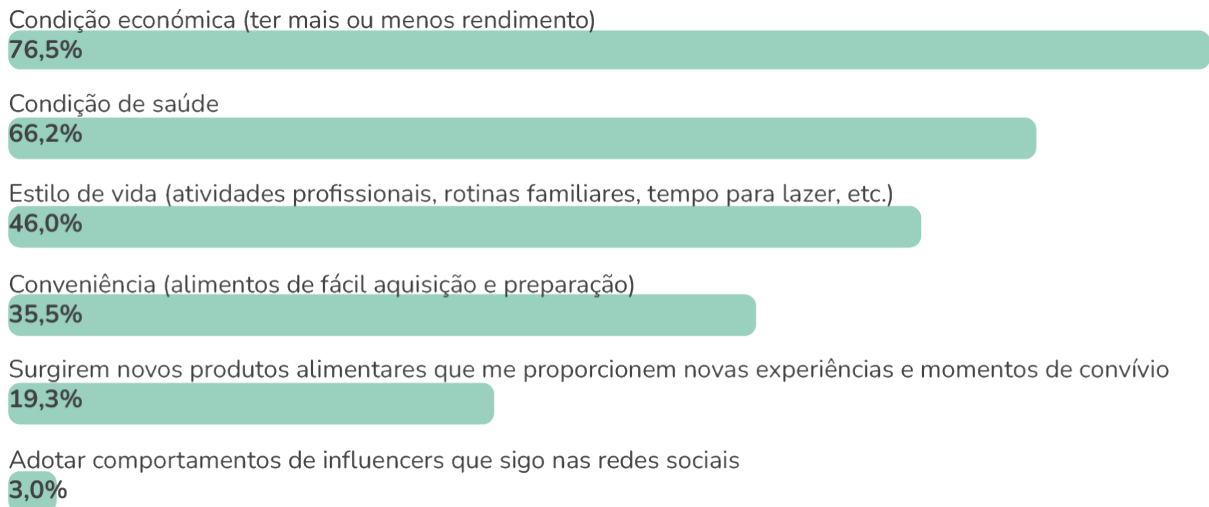 Condição económica (ter mais ou menos rendimento)
76,5%
Condição de saúde
66,2%
Estilo de vida (atividades profissionais, rotinas familiares, tempo para lazer, etc.)
46,0%
Conveniência (alimentos de fácil aquisição e preparação)
35,5%
Surgirem novos produtos alimentares que me proporcionem novas experiências e momentos de convívio
19,3%
Adotar comportamentos de influencers que sigo nas redes sociais
3,0%